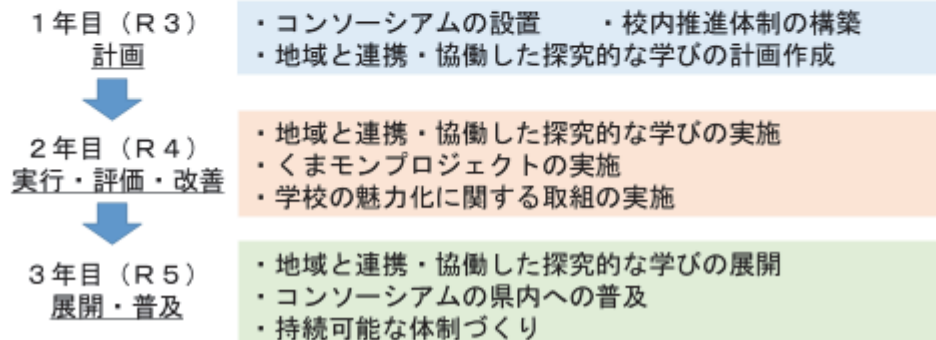 1年目(R3)
計画
・コンソーシアムの設置　・校内推進体制の構築
・地域と連携・協働した探究的な学びの計画作成
2年目(R4)
実行・評価・改善
・地域と連携・協働した探究的な学びの実施
・くまモンプロジェクトの実施
・学校の魅力化に関する取組の実施
3年目(R5)
展開・普及
・地域と連携・協働した探究的な学びの展開
・コンソーシアムの県内への普及
・持続可能な体制づくり